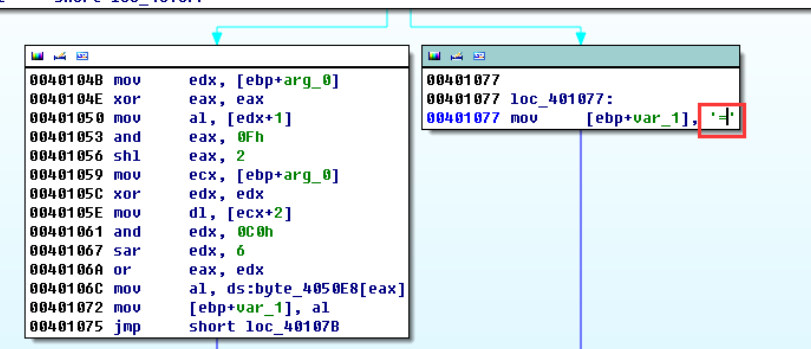 0040104B mov edx, [ebp+arg_0]
0040104E xor eax, eax
00401050 mov al, [edx+1]
00401053 and eax, 0Fh
00401056 shl eax, 2
00401059 mov ecx, [ebp+arg_0]
0040105C xor edx, edx
0040105E mov dl, [ecx+2]
00401061 and edx, 0C0h
00401067 sar edx, 6
0040106A or eax, edx
0040106C mov al, ds:byte_4050E8[eax]
00401072 mov [ebp+var_1], al
00401075 jmp short loc_40107B
00401077
00401077 loc_401077:
00401077 mov [ebp+var_1], '='